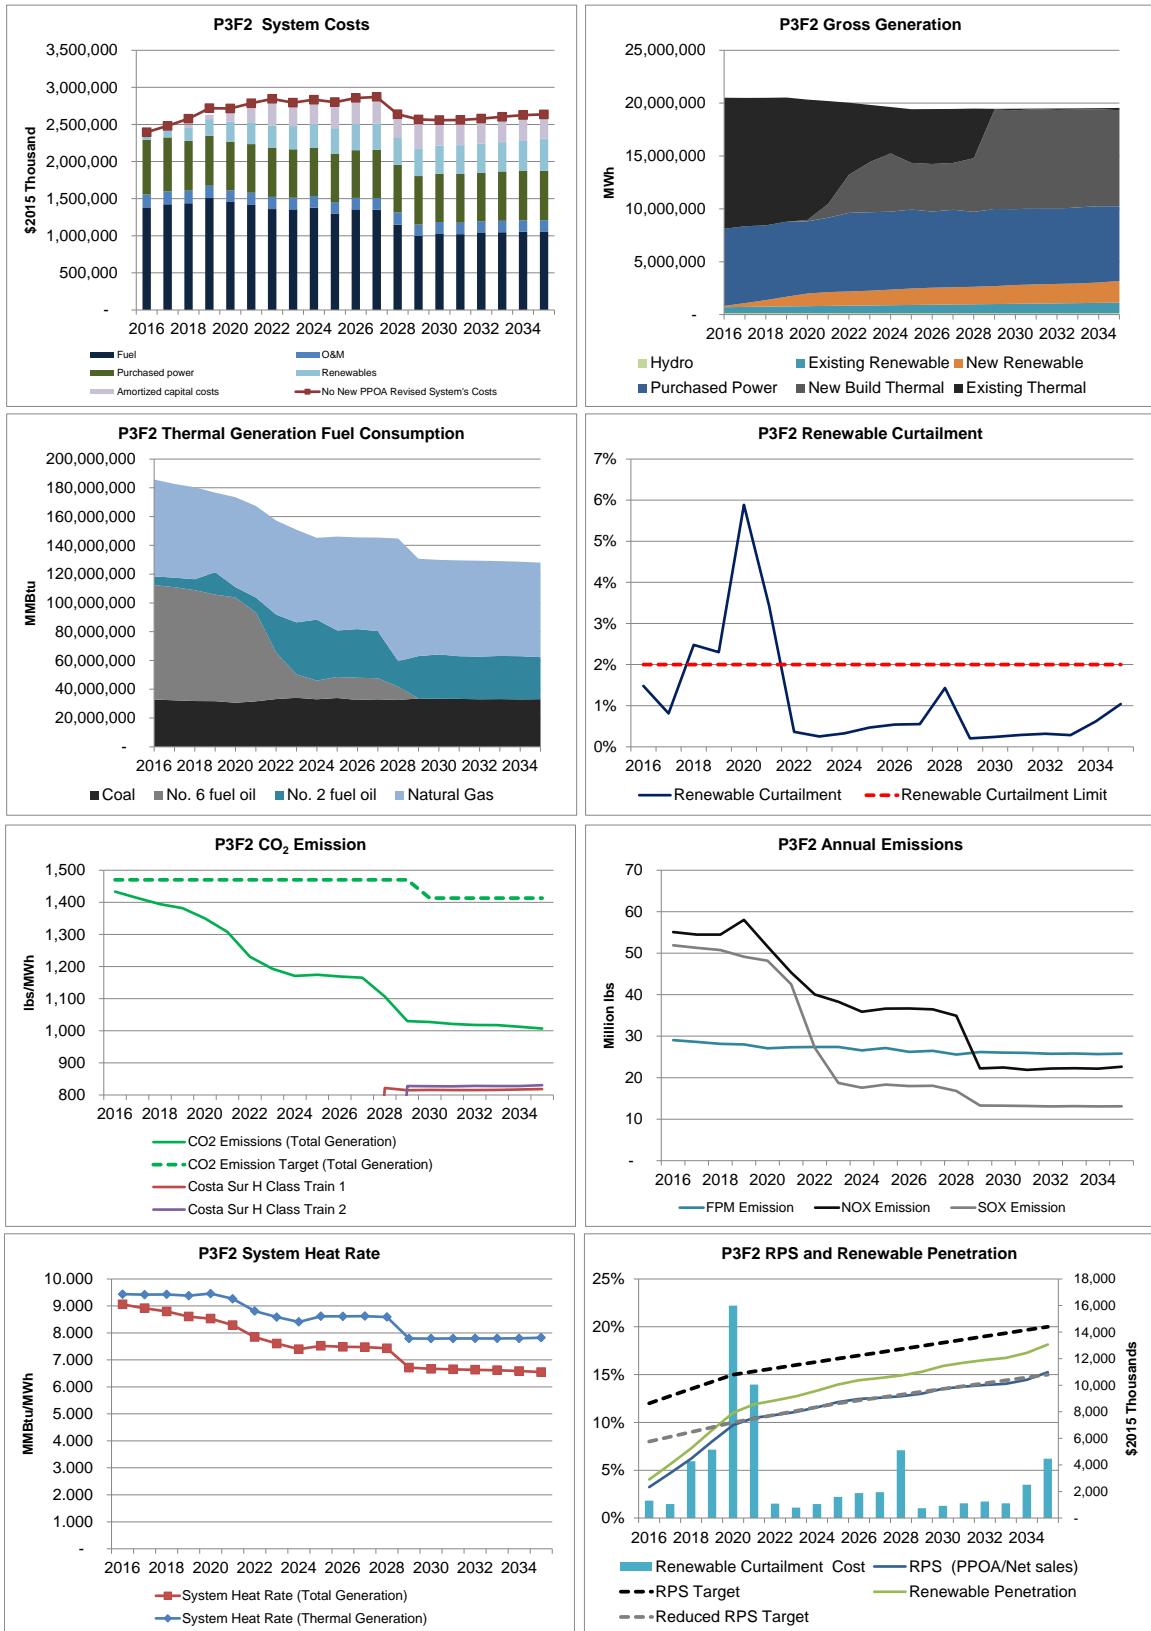 P3F2  System Costs
3,500,000
3,000,000
2,500,000
2,000,000
1,500,000
1,000,000
500,000
-
$2015 Thousand
2016 2018 2020 2022 2024 2026 2028 2030 2032 2034
Fuel
O&M
Purchased power
Renewables
Amortized capital costs
No New PPOA Revised System's Costs
P3F2 Gross Generation
25,000,000
20,000,000
15,000,000
10,000,000
5,000,000
-
MWh
2016 2018 2020 2022 2024 2026 2028 2030 2032 2034
Hydro
Existing Renewable
New Renewable
Purchased Power
New Build Thermal
Existing Thermal
P3F2 Thermal Generation Fuel Consumption
200,000,000
180,000,000
160,000,000
140,000,000
120,000,000
100,000,000
80,000,000
60,000,000
40,000,000
20,000,000
-
MMBtu
2016 2018 2020 2022 2024 2026 2028 2030 2032 2034
Coal
No. 6 fuel oil
No. 2 fuel oil
Natural Gas
P3F2 Renewable Curtailment
7%
6%
5%
4%
3%
2%
1%
0%
2016 2018 2020 2022 2024 2026 2028 2030 2032 2034
Renewable Curtailment
Renewable Curtailment Limit
P3F2 CO₂ Emission
1,500
1,400
1,300
1,200
1,100
1,000
900
800
lbs/MWh
2016 2018 2020 2022 2024 2026 2028 2030 2032 2034
CO2 Emissions (Total Generation)
CO2 Emission Target (Total Generation)
Costa Sur H Class Train 1
Costa Sur H Class Train 2
P3F2 Annual Emissions
70
60
50
40
30
20
10
-
Million lbs
2016 2018 2020 2022 2024 2026 2028 2030 2032 2034
FPM Emission
NOX Emission
SOX Emission
P3F2 System Heat Rate
10.000
9.000
8.000
7.000
6.000
5.000
4.000
3.000
2.000
1.000
-
MMBtu/MWh
2016 2018 2020 2022 2024 2026 2028 2030 2032 2034
System Heat Rate (Total Generation)
System Heat Rate (Thermal Generation)
P3F2 RPS and Renewable Penetration
25%
20%
15%
10%
5%
0%
18,000
16,000
14,000
12,000
10,000
8,000
6,000
4,000
2,000
-
$2015 Thousands
2016 2018 2020 2022 2024 2026 2028 2030 2032 2034
Renewable Curtailment  Cost
RPS  (PPOA/Net sales)
RPS Target
Renewable Penetration
Reduced RPS Target